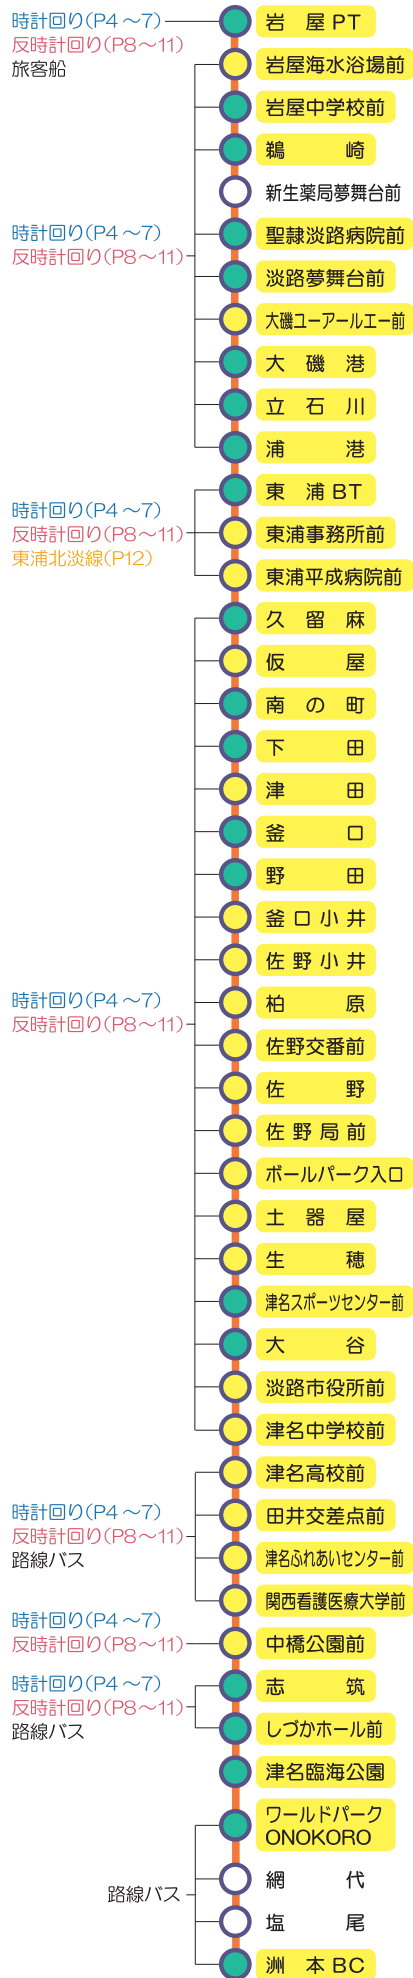 時計回り(P4〜7)
反時計回り(P8〜11)
旅客船
岩 屋 PT
岩屋海水浴場前
岩屋中学校前
鵜 崎
新生薬局夢舞台前
時計回り(P4〜7)
反時計回り(P8〜11)
聖隷淡路病院前
淡路夢舞台前
大磯ユーアールエー前
大 磯 港
立 石 川
浦 港
時計回り(P4〜7)
反時計回り(P8〜11)
東浦北淡線(P12)
東 浦 BT
東浦事務所前
東浦平成病院前
久 留 麻
仮 屋
南 の 町
下 田
津 田
釜 口
野 田
釜口小井
佐野小井
時計回り(P4〜7)
反時計回り(P8〜11)
柏 原
佐野交番前
佐 野
佐野局前
ボールパーク入口
土 器 屋
生 穂
津名スポーツセンター前
大 谷
淡路市役所前
津名中学校前
時計回り(P4〜7)
反時計回り(P8〜11)
路線バス
津名高校前
田井交差点前
津名ふれあいセンター前
関西看護医療大学前
時計回り(P4〜7)
反時計回り(P8〜11)
中橋公園前
時計回り(P4〜7)
反時計回り(P8〜11)
路線バス
志 筑
しづかホール前
津名臨海公園
ワールドパーク
ONOKORO
路線バス
網 代
塩 尾
洲 本 BC